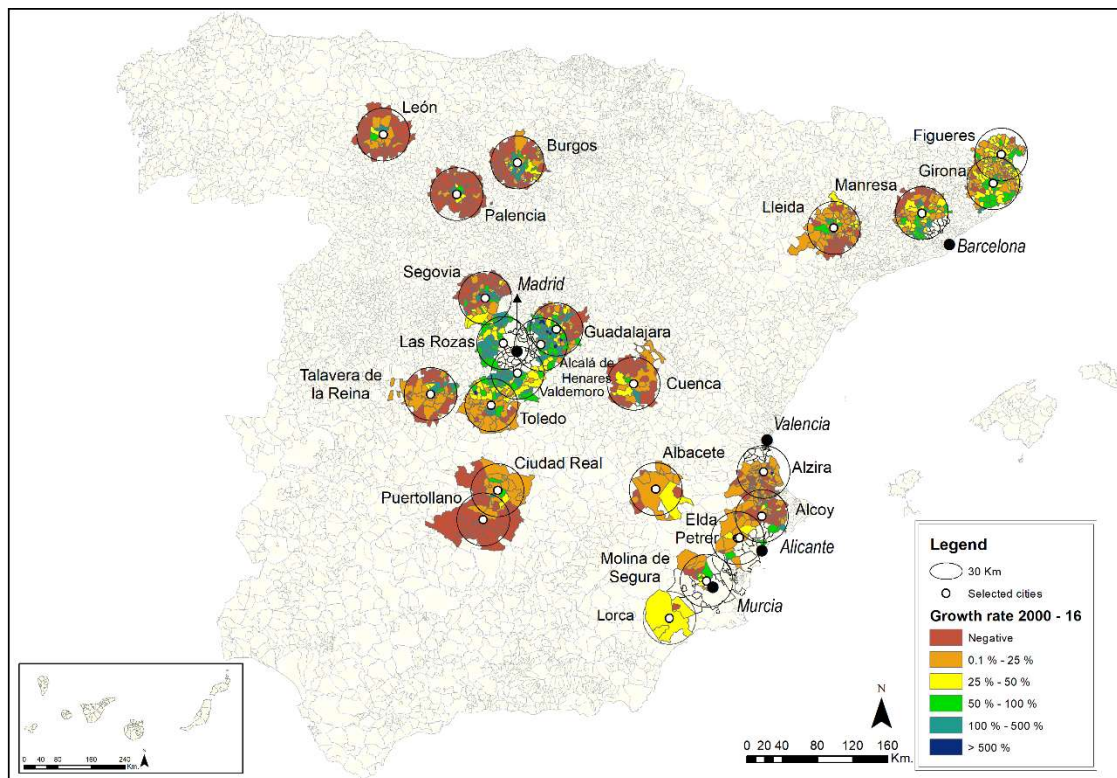 León
Burgos
Palencia
Figueres
Girona
Manresa
Lleida
Barcelona
Segovia
Madrid
Las Rozas
Guadalajara
Alcalá de
Henares
Valdemoro
Cuenca
Talavera de
la Reina
Toledo
Valencia
Ciudad Real
Albacete
Alzira
Puertollano
Alcoy
Elda
Petrer
Alicante
Molina de
Segura
Murcia
Lorca
Legend
30 Km
Selected cities
Growth rate 2000 - 16
Negative
0.1 % - 25 %
25 % - 50 %
50 % - 100 %
100 % - 500 %
> 500 %
N
0 20 40 80 120 160
Km.
N
0 40 80 160 240
Km.